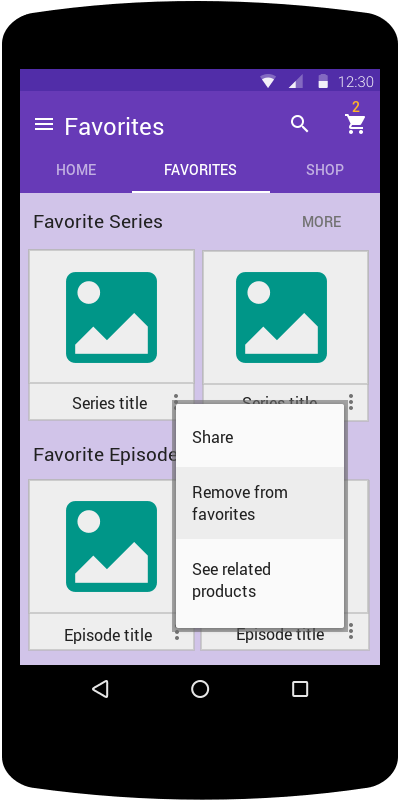 12:30
2
Favorites
HOME FAVORITES SHOP
Favorite Series MORE
Series title Series title
Share
Favorite Episode
Remove from
favorites
See related
products
Episode title Episode title